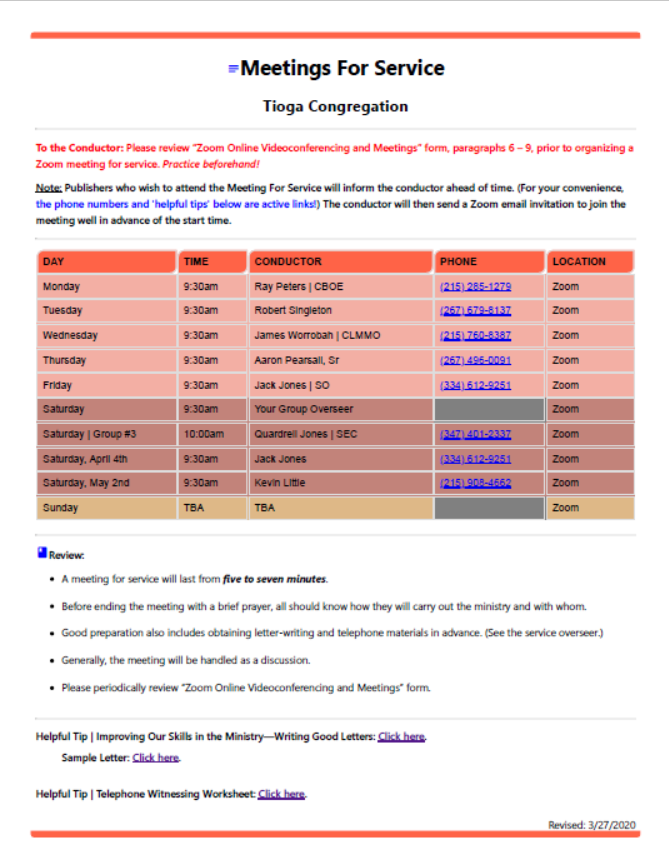 Meetings For Service
Tioga Congregation
To the Conductor: Please review "Zoom Online Videoconferencing and Meetings" form, paragraphs 6 – 9, prior to organizing a
Zoom meeting for service. Practice beforehand!
Note: Publishers who wish to attend the Meeting For Service will inform the conductor ahead of time. (For your convenience,
the phone numbers and 'helpful tips' below are active links!) The conductor will then send a Zoom email invitation to join the
meeting well in advance of the start time.
DAY TIME CONDUCTOR PHONE LOCATION
Monday 9:30am Ray Peters | CBOE (215) 285-1279 Zoom
Tuesday 9:30am Robert Singleton (267) 679-8137 Zoom
Wednesday 9:30am James Worrobah | CLMMO (215) 760-8387 Zoom
Thursday 9:30am Aaron Pearsall, Sr (267) 496-0091 Zoom
Friday 9:30am Jack Jones | SO (334) 612-9251 Zoom
Saturday 9:30am Your Group Overseer Zoom
Saturday | Group #3 10:00am Quardrell Jones | SEC (347) 401-2337 Zoom
Saturday, April 4th 9:30am Jack Jones (334) 612-9251 Zoom
Saturday, May 2nd 9:30am Kevin Little (215) 908-4662 Zoom
Sunday TBA TBA Zoom
Review:
• A meeting for service will last from five to seven minutes.
• Before ending the meeting with a brief prayer, all should know how they will carry out the ministry and with whom.
• Good preparation also includes obtaining letter-writing and telephone materials in advance. (See the service overseer.)
• Generally, the meeting will be handled as a discussion.
• Please periodically review "Zoom Online Videoconferencing and Meetings" form.
Helpful Tip | Improving Our Skills in the Ministry—Writing Good Letters: Click here.
Sample Letter: Click here.
Helpful Tip | Telephone Witnessing Worksheet: Click here.
Revised: 3/27/2020